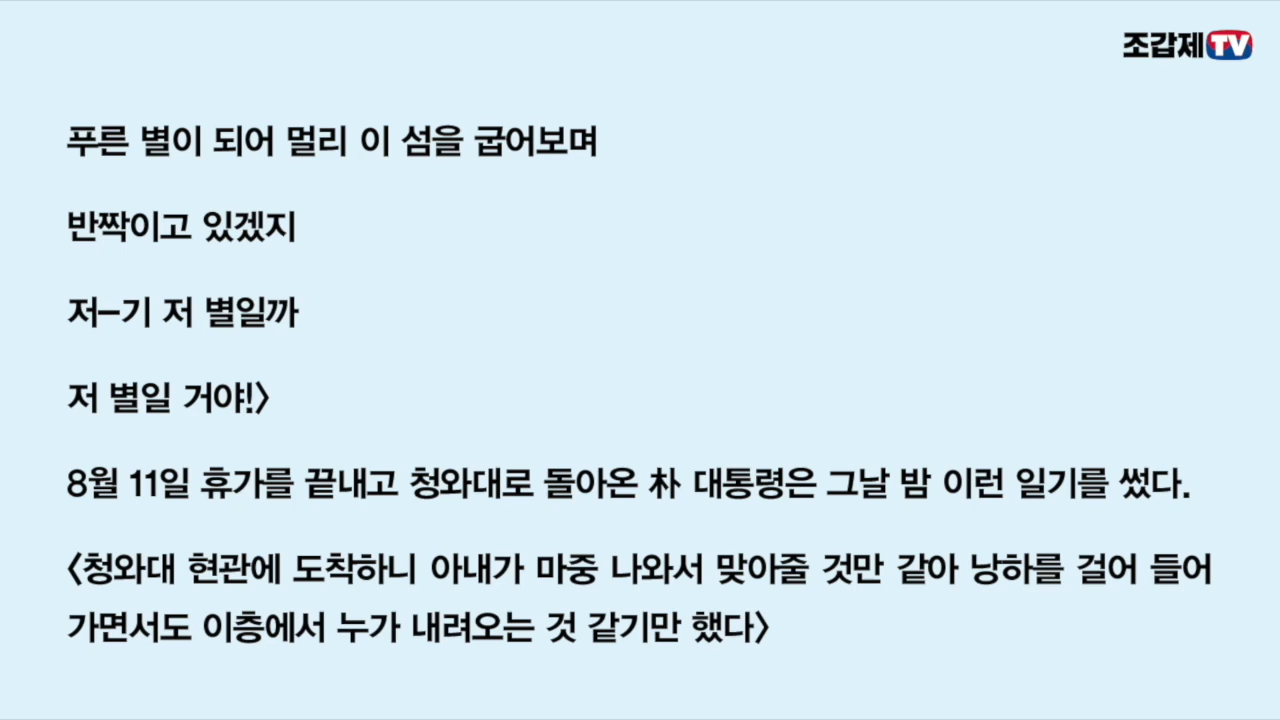 조갑제TV
푸른 별이 되어 멀리 이 섬을 굽어보며
반짝이고 있겠지
저–기 저 별일까
저 별일 거야!〉
8월 11일 휴가를 끝내고 청와대로 돌아온 朴 대통령은 그날 밤 이런 일기를 썼다.
〈청와대 현관에 도착하니 아내가 마중 나와서 맞아줄 것만 같아 낭하를 걸어 들어
가면서도 이층에서 누가 내려오는 것 같기만 했다〉